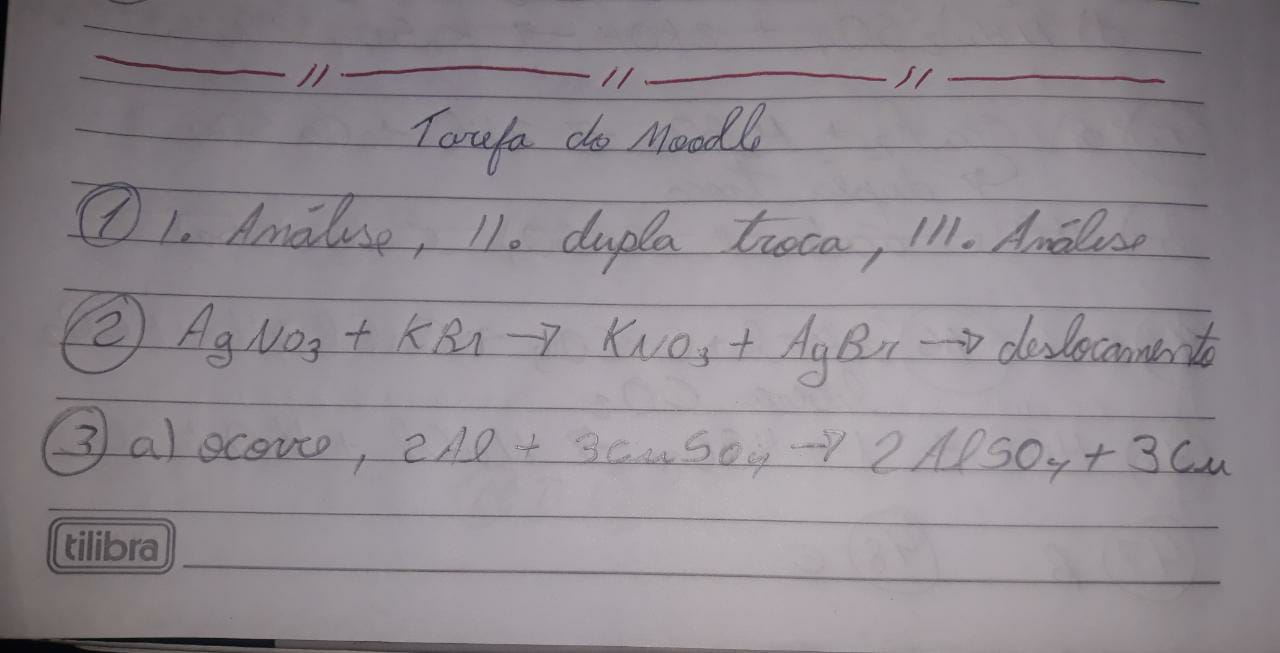 Tarefa do Moodle
① I. Análise, II. dupla troca, III. Análise
② AgNO₃ + KBr → KNO₃ + AgBr → deslocamento
③ a) ocorre, 2Al + 3CuSO₄ → 2AlSO₄ + 3Cu
tilibra